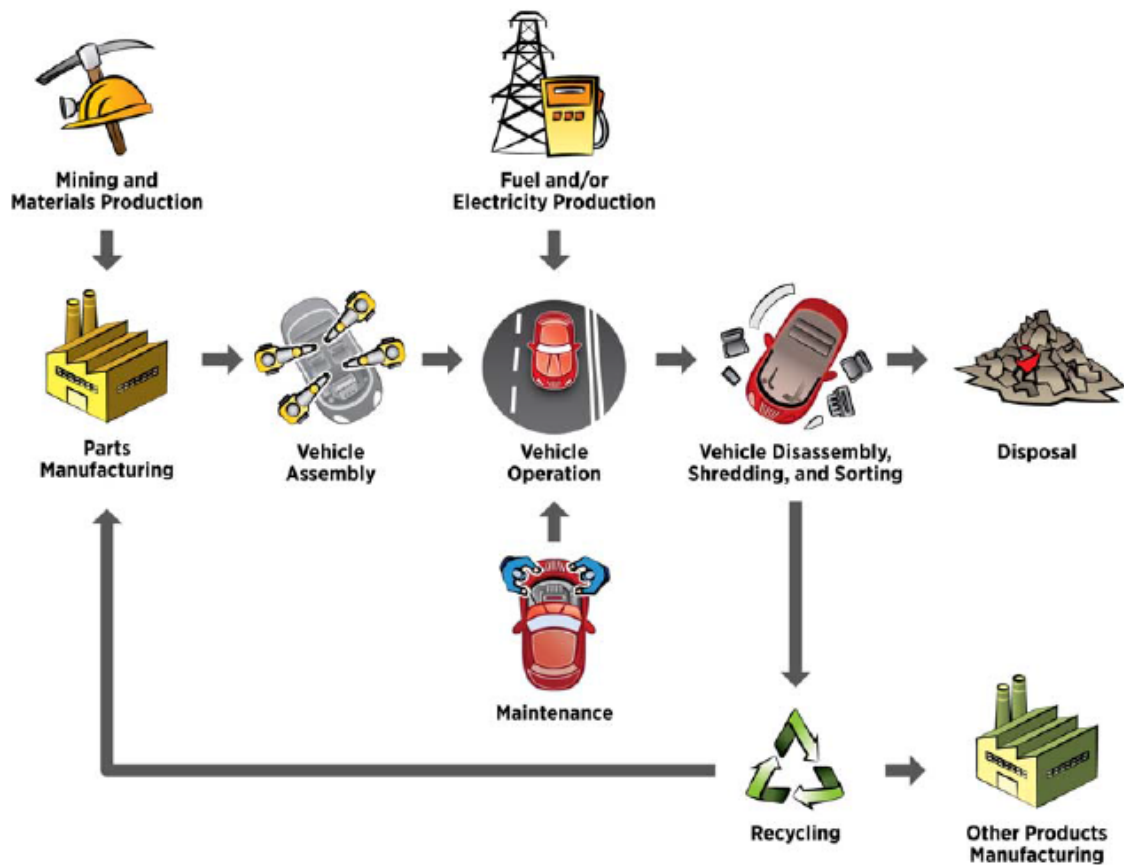 Mining and
Materials Production
Fuel and/or
Electricity Production
Parts
Manufacturing
Vehicle
Assembly
Vehicle
Operation
Vehicle Disassembly,
Shredding, and Sorting
Disposal
Maintenance
Recycling
Other Products
Manufacturing